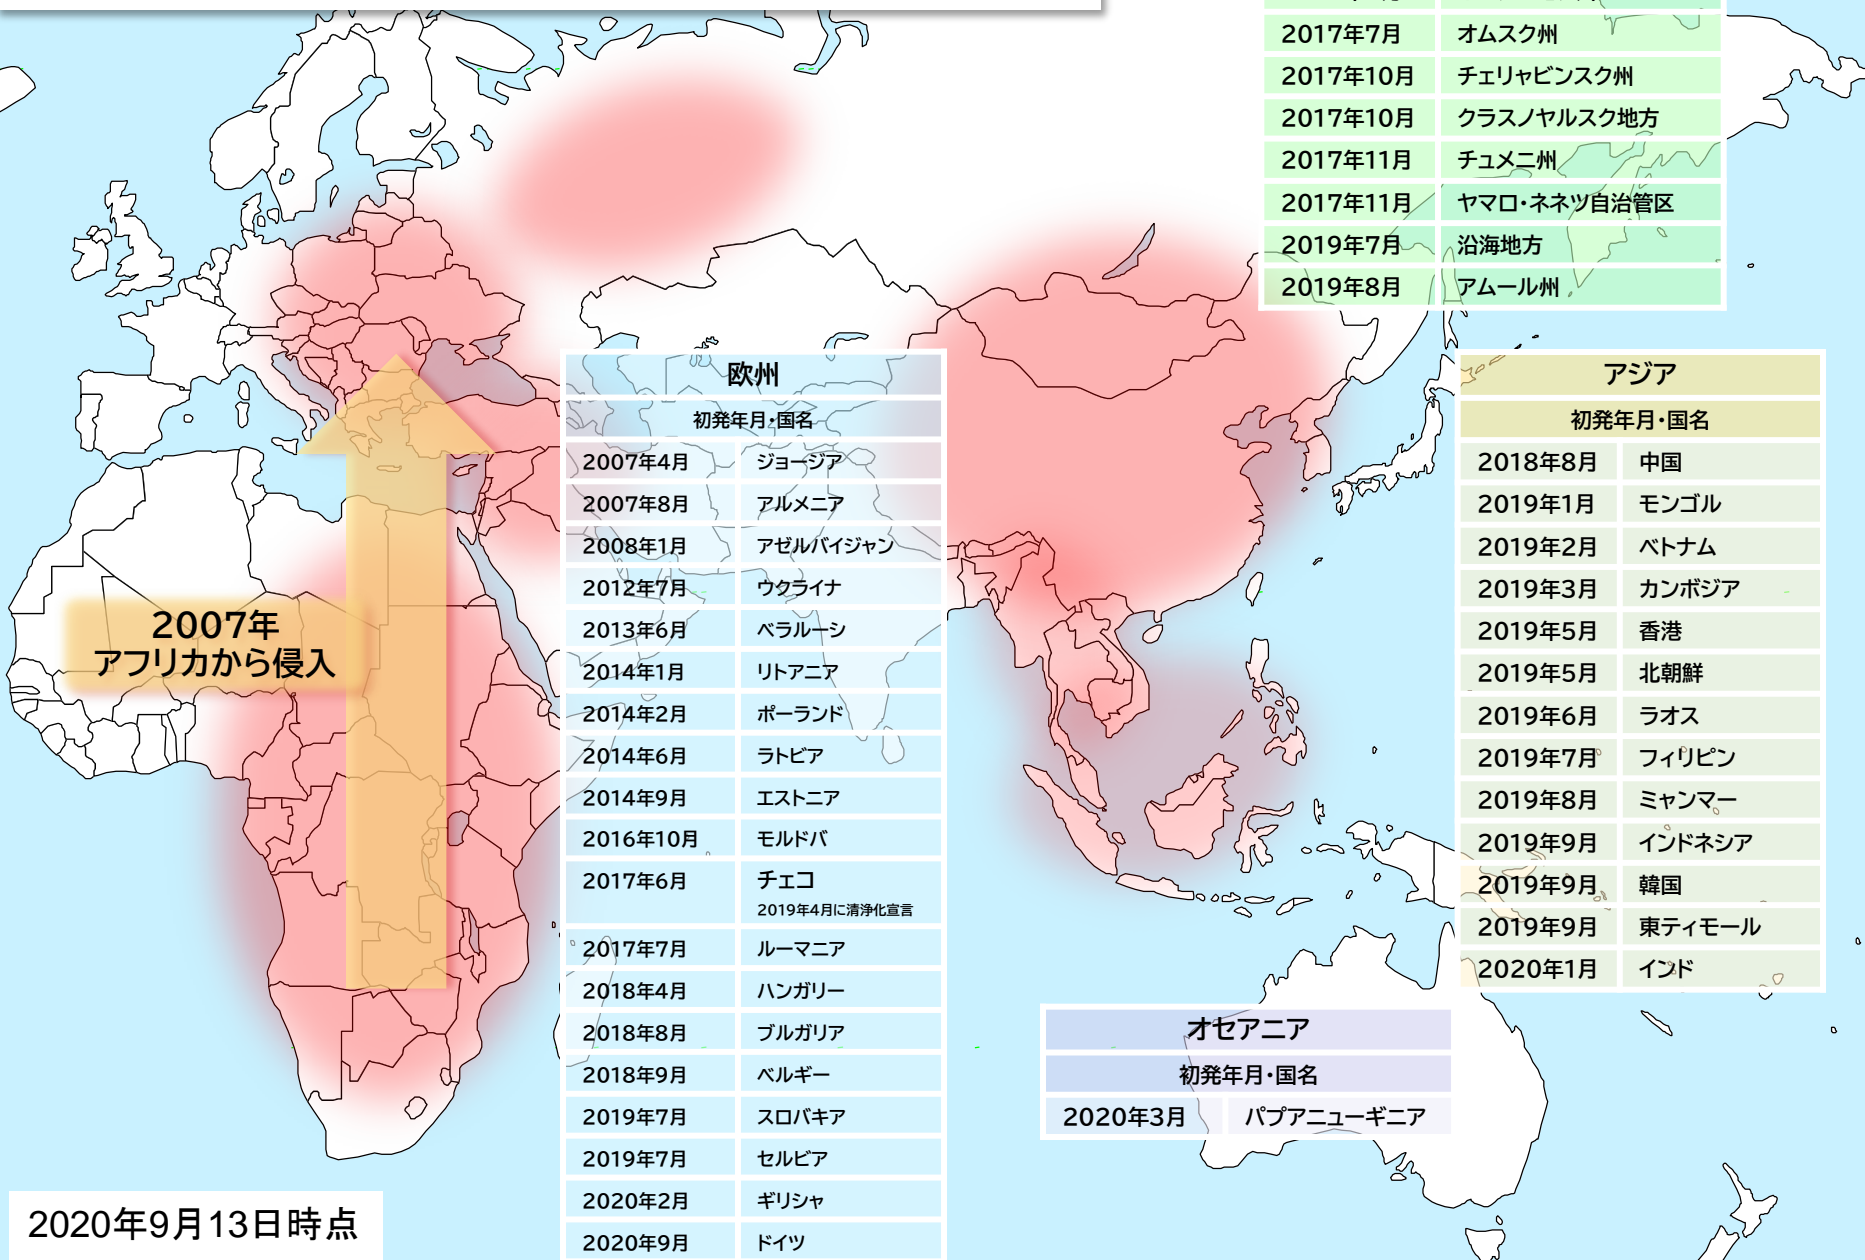 2017年7月 オムスク州
2017年10月 チェリャビンスク州
2017年10月 クラスノヤルスク地方
2017年11月 チュメニ州
2017年11月 ヤマロ・ネネツ自治管区
2019年7月 沿海地方
2019年8月 アムール州
欧州
初発年月・国名
2007年4月 ジョージア
2007年8月 アルメニア
2008年1月 アゼルバイジャン
2012年7月 ウクライナ
2013年6月 ベラルーシ
2014年1月 リトアニア
2014年2月 ポーランド
2014年6月 ラトビア
2014年9月 エストニア
2016年10月 モルドバ
2017年6月 チェコ
2019年4月に清浄化宣言
2017年7月 ルーマニア
2018年4月 ハンガリー
2018年8月 ブルガリア
2018年9月 ベルギー
2019年7月 スロバキア
2019年7月 セルビア
2020年2月 ギリシャ
2020年9月 ドイツ
アジア
初発年月・国名
2018年8月 中国
2019年1月 モンゴル
2019年2月 ベトナム
2019年3月 カンボジア
2019年5月 香港
2019年5月 北朝鮮
2019年6月 ラオス
2019年7月 フィリピン
2019年8月 ミャンマー
2019年9月 インドネシア
2019年9月 韓国
2019年9月 東ティモール
2020年1月 インド
オセアニア
初発年月・国名
2020年3月 パプアニューギニア
2007年
アフリカから侵入
2020年9月13日時点